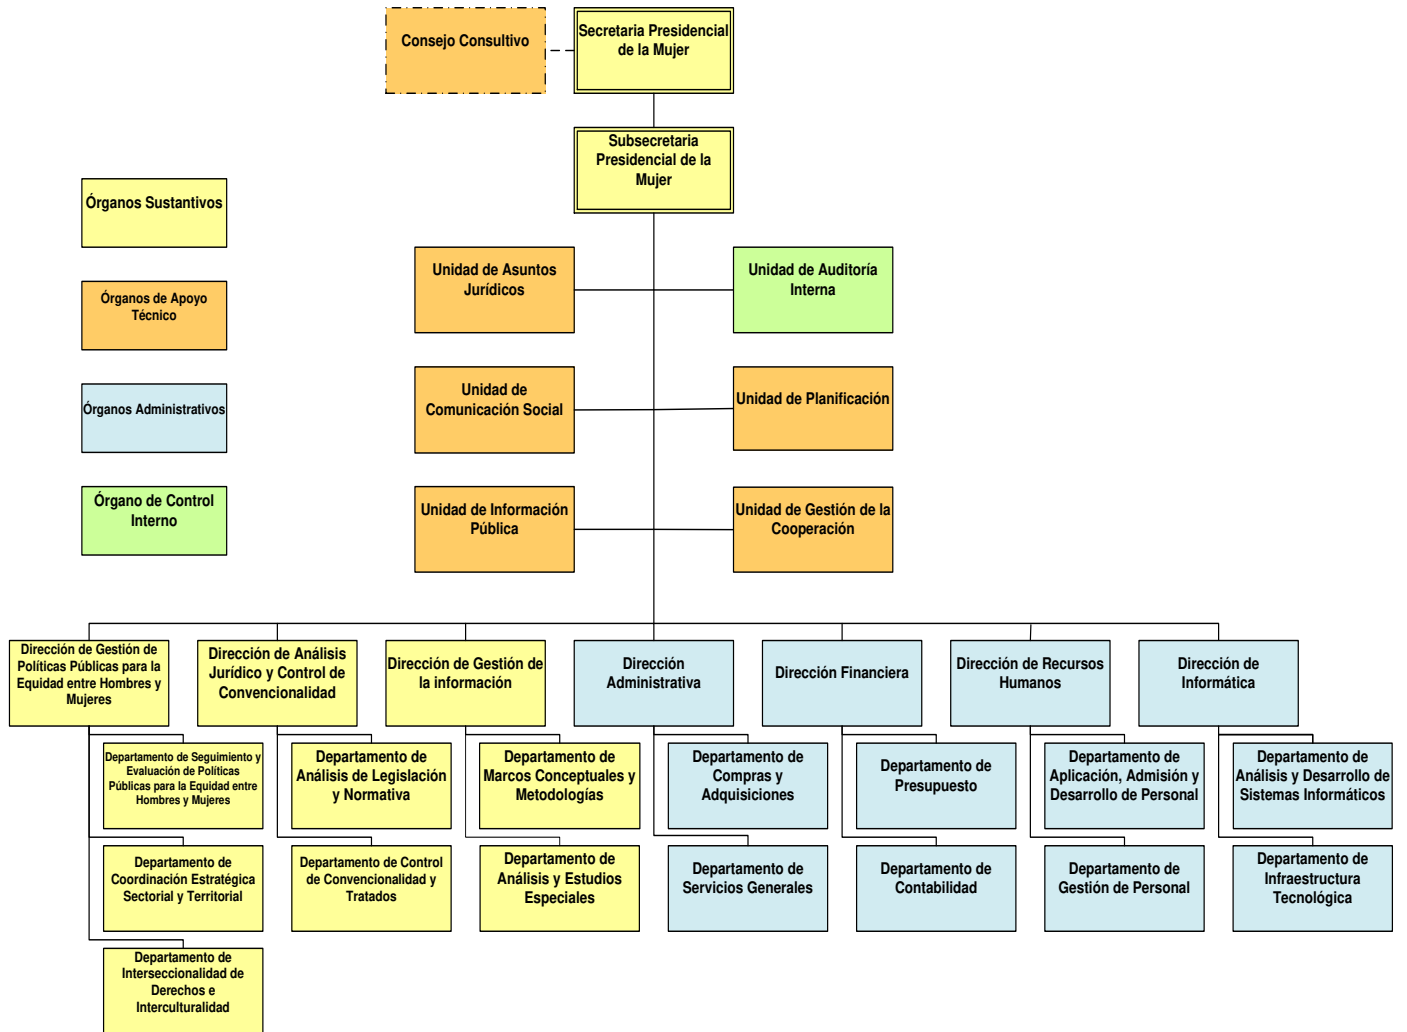 Consejo Consultivo
Secretaria Presidencial
de la Mujer
Subsecretaria
Presidencial de la
Mujer
Órganos Sustantivos
Órganos de Apoyo
Técnico
Órganos Administrativos
Órgano de Control
Interno
Unidad de Asuntos
Jurídicos
Unidad de Auditoría
Interna
Unidad de
Comunicación Social
Unidad de Planificación
Unidad de Información
Pública
Unidad de Gestión de la
Cooperación
Dirección de Gestión de
Políticas Públicas para la
Equidad entre Hombres y
Mujeres
Dirección de Análisis
Jurídico y Control de
Convencionalidad
Dirección de Gestión de
la información
Dirección
Administrativa
Dirección Financiera
Dirección de Recursos
Humanos
Dirección de
Informática
Departamento de Seguimiento y
Evaluación de Políticas
Públicas para la Equidad entre
Hombres y Mujeres
Departamento de
Análisis de Legislación
y Normativa
Departamento de
Marcos Conceptuales y
Metodologías
Departamento de
Compras y
Adquisiciones
Departamento de
Presupuesto
Departamento de
Aplicación, Admisión y
Desarrollo de Personal
Departamento de
Análisis y Desarrollo de
Sistemas Informáticos
Departamento de
Coordinación Estratégica
Sectorial y Territorial
Departamento de Control
de Convencionalidad y
Tratados
Departamento de
Análisis y Estudios
Especiales
Departamento de
Servicios Generales
Departamento de
Contabilidad
Departamento de
Gestión de Personal
Departamento de
Infraestructura
Tecnológica
Departamento de
Interseccionalidad de
Derechos e
Interculturalidad